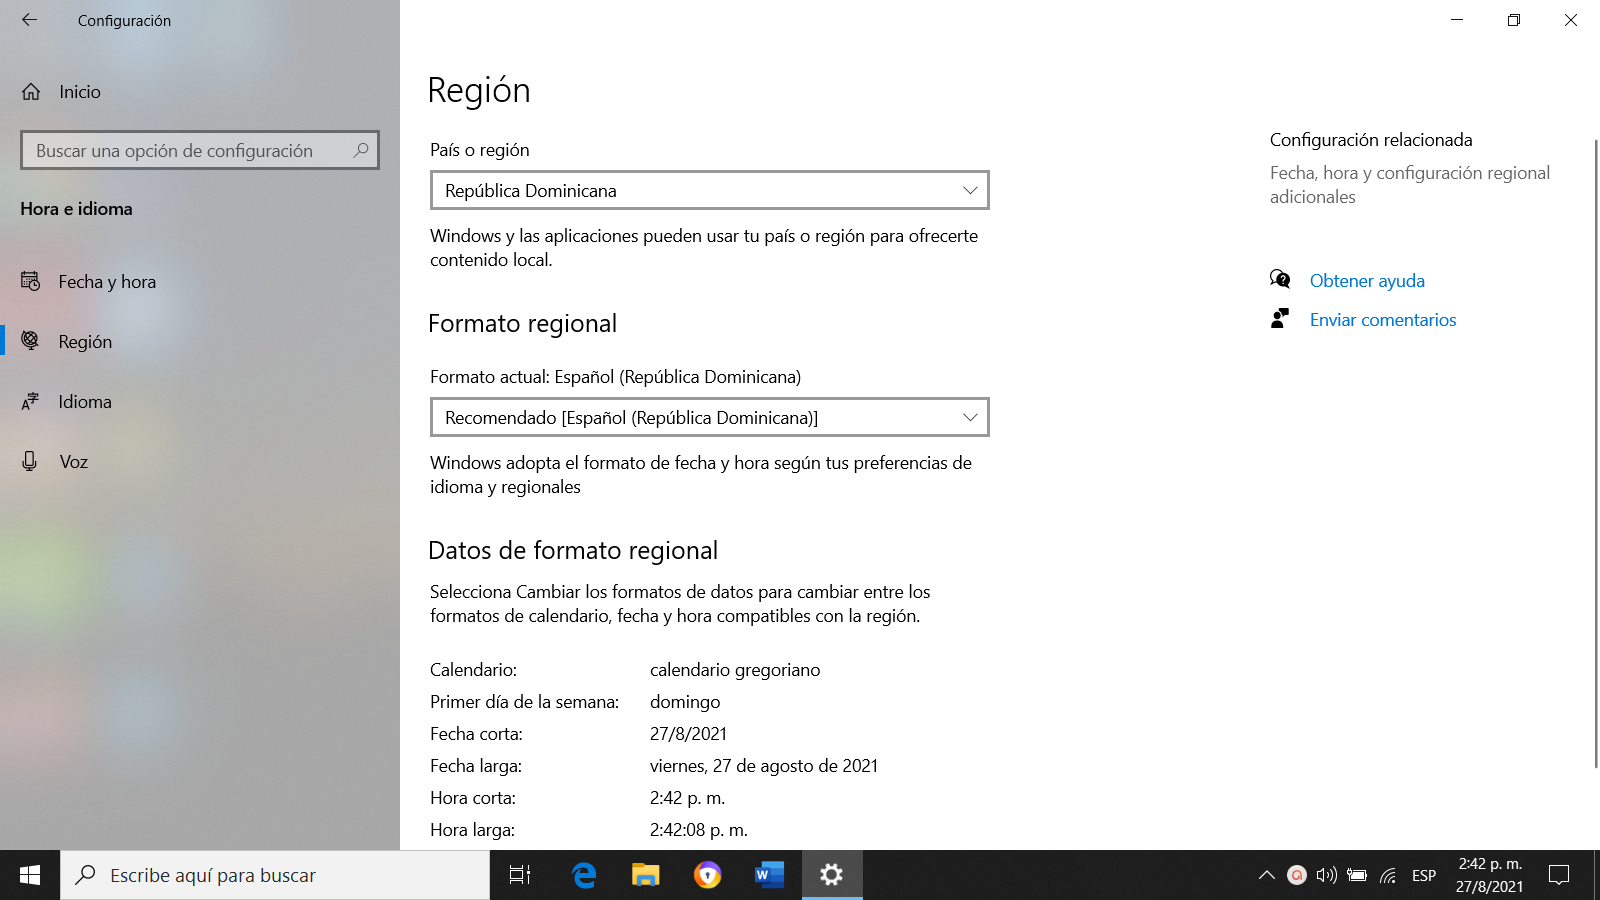 Configuración
Inicio
Buscar una opción de configuración
Hora e idioma
Fecha y hora
Región
Idioma
Voz
Región
País o región
República Dominicana
Windows y las aplicaciones pueden usar tu país o región para ofrecerte
contenido local.
Formato regional
Formato actual: Español (República Dominicana)
Recomendado [Español (República Dominicana)]
Windows adopta el formato de fecha y hora según tus preferencias de
idioma y regionales
Datos de formato regional
Selecciona Cambiar los formatos de datos para cambiar entre los
formatos de calendario, fecha y hora compatibles con la región.
Calendario: calendario gregoriano
Primer día de la semana: domingo
Fecha corta: 27/8/2021
Fecha larga: viernes, 27 de agosto de 2021
Hora corta: 2:42 p. m.
Hora larga: 2:42:08 p. m.
Configuración relacionada
Fecha, hora y configuración regional
adicionales
Obtener ayuda
Enviar comentarios
Escribe aquí para buscar
ESP
2:42 p. m.
27/8/2021